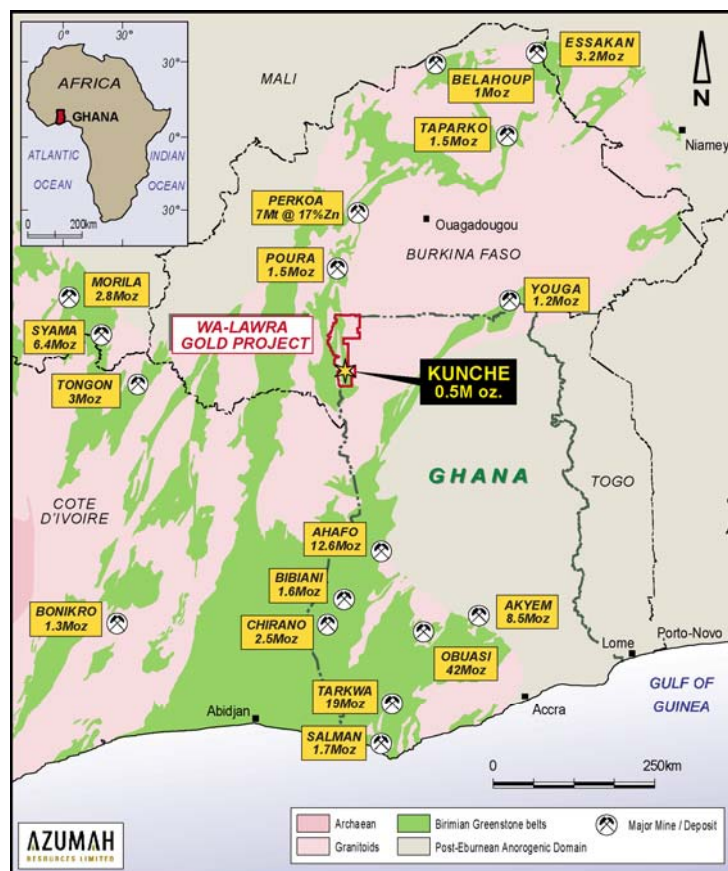 0°
30°
30°
AFRICA
GHANA
0°
ATLANTIC
OCEAN
INDIAN
OCEAN
30°
0
200km
MALI
ESSAKAN
3.2Moz
BELAHOUP
1Moz
N
TAPARKO
1.5Moz
Niamey
PERKOA
7Mt @ 17%Zn
Ouagadougou
BURKINA FASO
POURA
1.5Moz
MORILA
2.8Moz
YOUGA
1.2Moz
SYAMA
6.4Moz
WA-LAWRA
GOLD PROJECT
TONGON
3Moz
KUNCHE
0.5M oz.
GHANA
TOGO
COTE
D'IVOIRE
AHAFO
12.6Moz
BIBIANI
1.6Moz
BONIKRO
1.3Moz
CHIRANO
2.5Moz
AKYEM
8.5Moz
OBUASI
42Moz
Lome
Porto-Novo
TARKWA
19Moz
GULF OF
GUINEA
Abidjan
Accra
SALMAN
1.7Moz
0
250km
AZUMAH
RESOURCES LIMITED
Archaean
Birimian Greenstone belts
Major Mine / Deposit
Granitoids
Post-Eburnean Anorogenic Domain